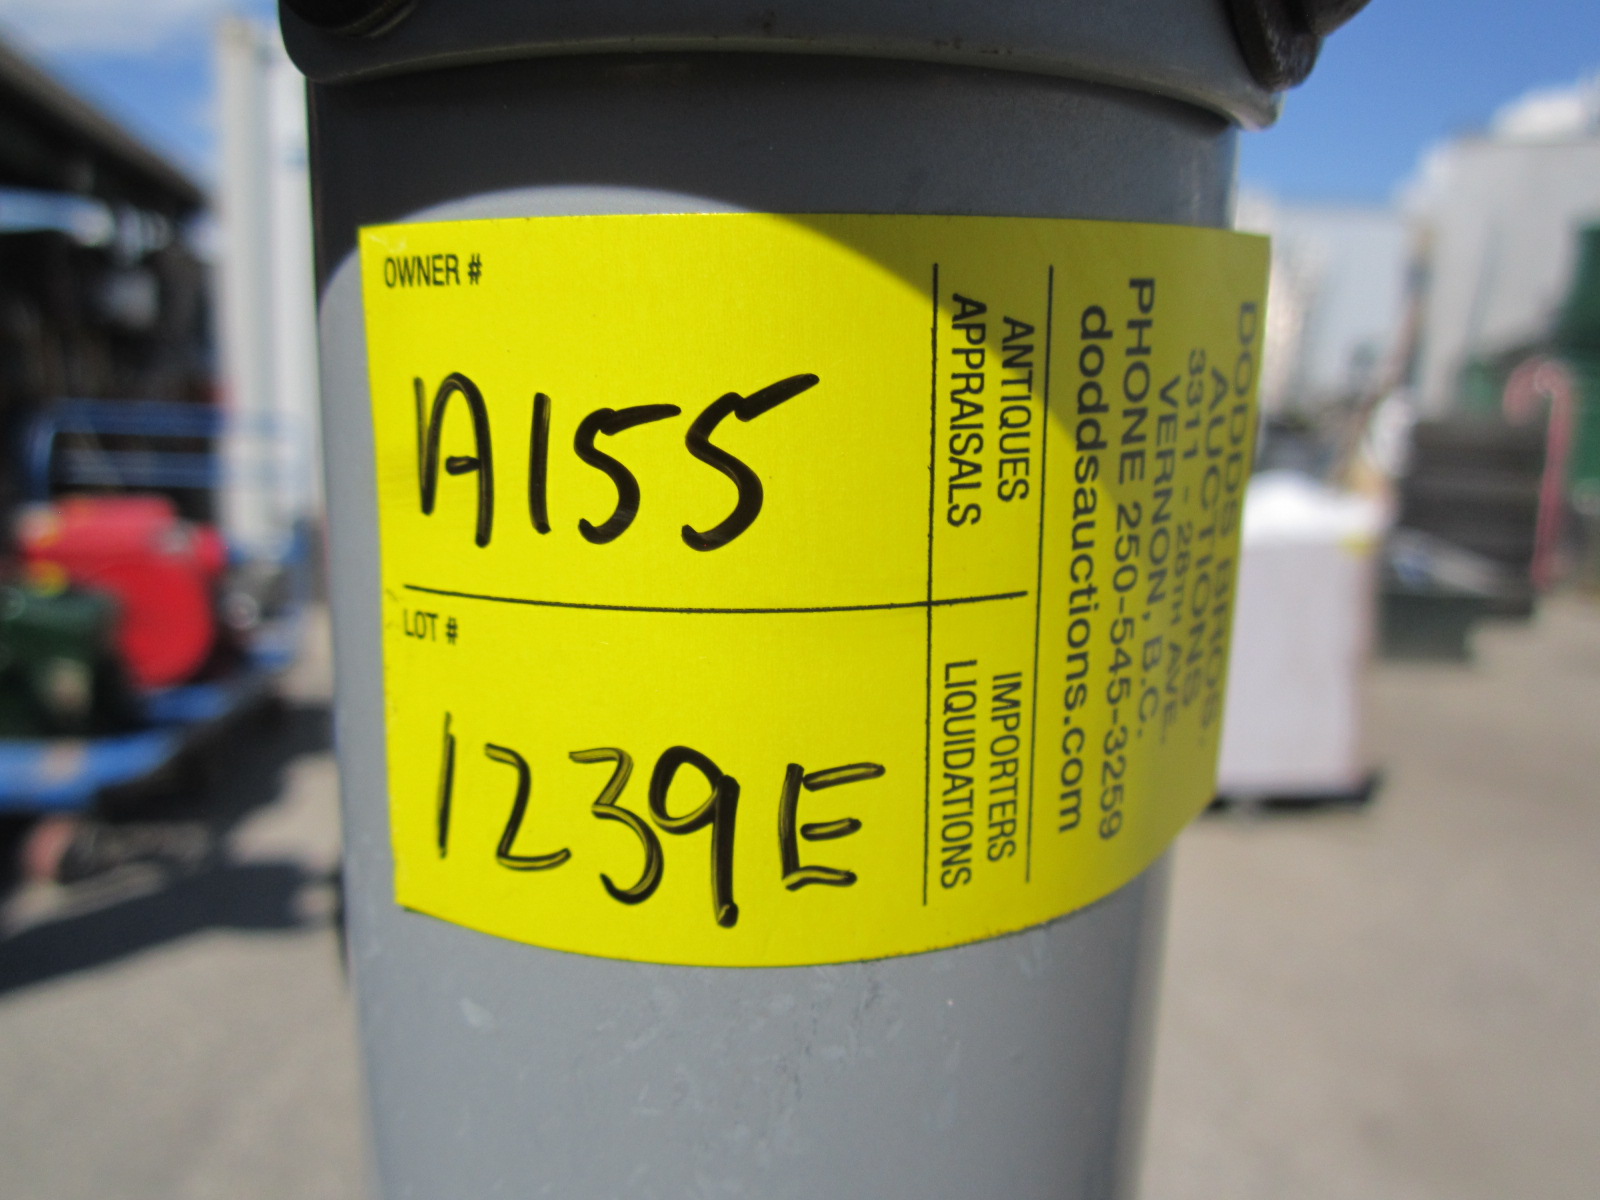 OWNER #
A155
LOT #
1239E
ANTIQUES
APPRAISALS
IMPORTERS
LIQUIDATIONS
DODDS BROS.
AUCTIONS
3311 - 28TH AVE.
VERNON, B.C.
PHONE 250-545-3259
doddsauctions.com